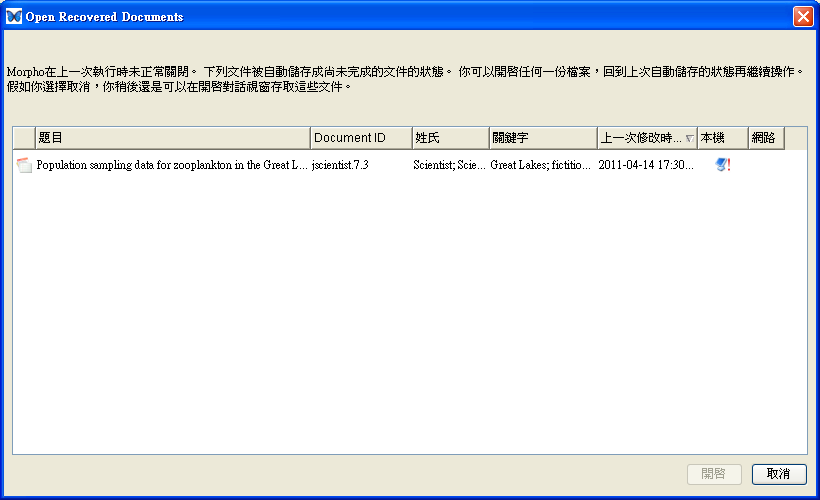 Open Recovered Documents
Morpho在上一次執行時未正常關閉。 下列文件被自動儲存成尚未完成的文件的狀態。 你可以開啓任何一份檔案，回到上次自動儲存的狀態再繼續操作。
假如你選擇取消，你稍後還是可以在開啓對話視窗存取這些文件。
題目 Document ID 姓氏 關鍵字 上一次修改時... 本機 網路
Population sampling data for zooplankton in the Great L... jscientist.7.3 Scientist; Scie... Great Lakes; fictitio... 2011-04-14 17:30...
開啓 取消